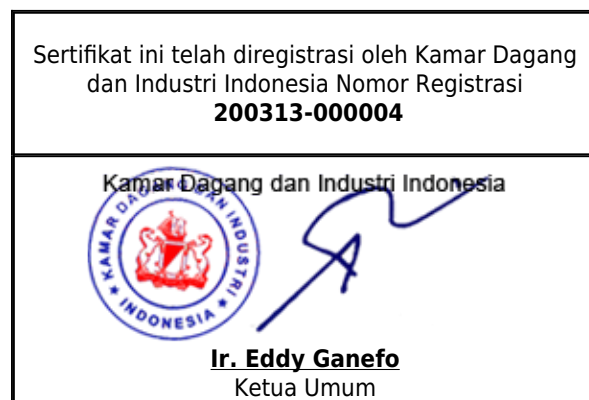 Sertifikat ini telah diregistrasi oleh Kamar Dagang
dan Industri Indonesia Nomor Registrasi
200313-000004
Kamar Dagang dan Industri Indonesia
KAMAR DAGANG DAN INDUSTRI
★ INDONESIA ★
Ir. Eddy Ganefo
Ketua Umum